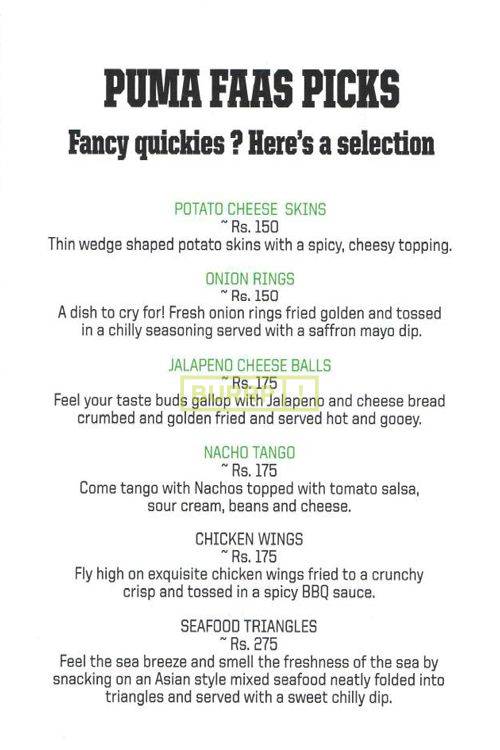 PUMA FAAS PICKS
Fancy quickies ? Here's a selection
POTATO CHEESE SKINS
~ Rs. 150
Thin wedge shaped potato skins with a spicy, cheesy topping.
ONION RINGS
~ Rs. 150
A dish to cry for! Fresh onion rings fried golden and tossed
in a chilly seasoning served with a saffron mayo dip.
JALAPENO CHEESE BALLS
~ Rs. 175
Feel your taste buds gallop with Jalapeno and cheese bread
crumbed and golden fried and served hot and gooey.
NACHO TANGO
~ Rs. 175
Come tango with Nachos topped with tomato salsa,
sour cream, beans and cheese.
CHICKEN WINGS
~ Rs. 175
Fly high on exquisite chicken wings fried to a crunchy
crisp and tossed in a spicy BBQ sauce.
SEAFOOD TRIANGLES
~ Rs. 275
Feel the sea breeze and smell the freshness of the sea by
snacking on an Asian style mixed seafood neatly folded into
triangles and served with a sweet chilly dip.